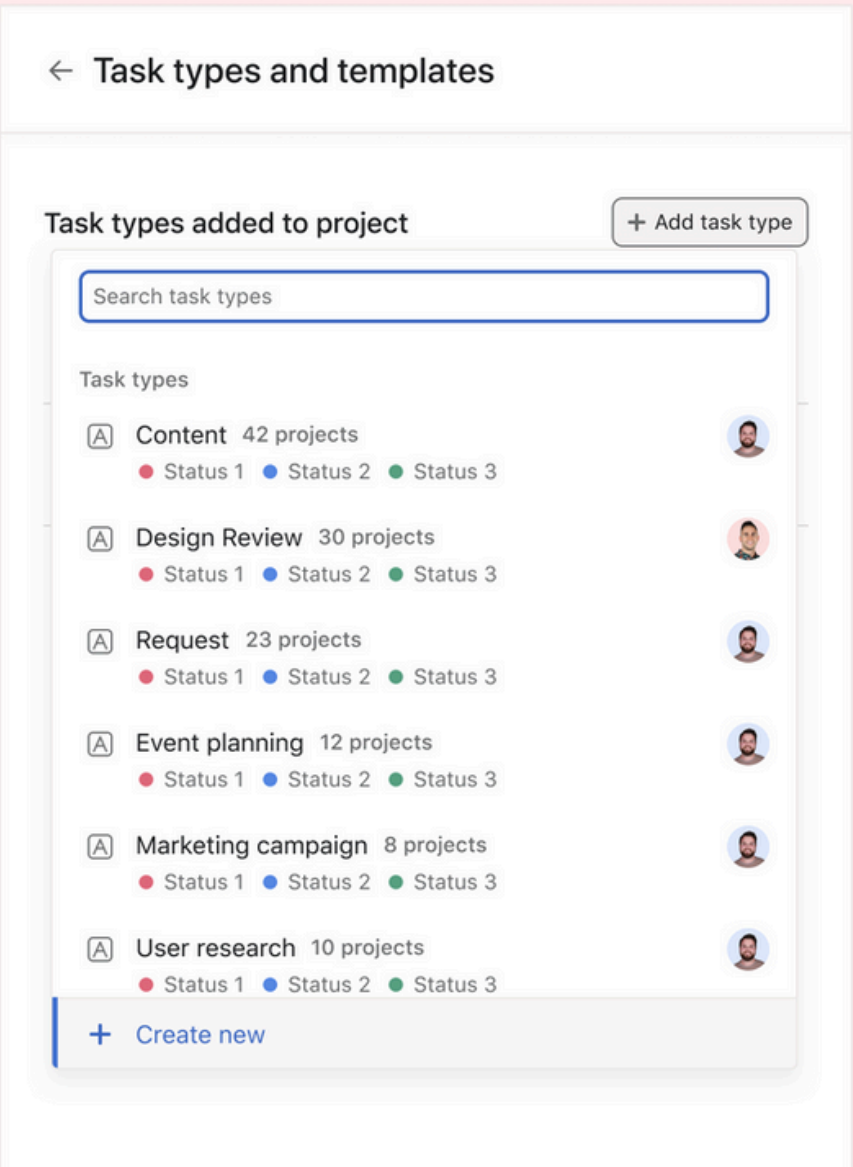 ← Task types and templates
Task types added to project
+ Add task type
Search task types
Task types
A Content 42 projects
Status 1 Status 2 Status 3
A Design Review 30 projects
Status 1 Status 2 Status 3
A Request 23 projects
Status 1 Status 2 Status 3
A Event planning 12 projects
Status 1 Status 2 Status 3
A Marketing campaign 8 projects
Status 1 Status 2 Status 3
A User research 10 projects
Status 1 Status 2 Status 3
+ Create new